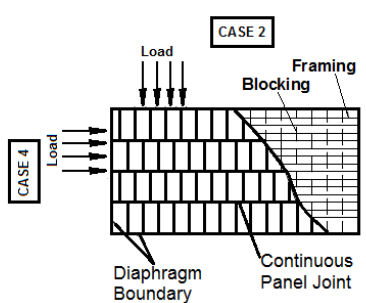 CASE 2
Load
Framing
Blocking
CASE 4
Load
Diaphragm
Boundary
Continuous
Panel Joint